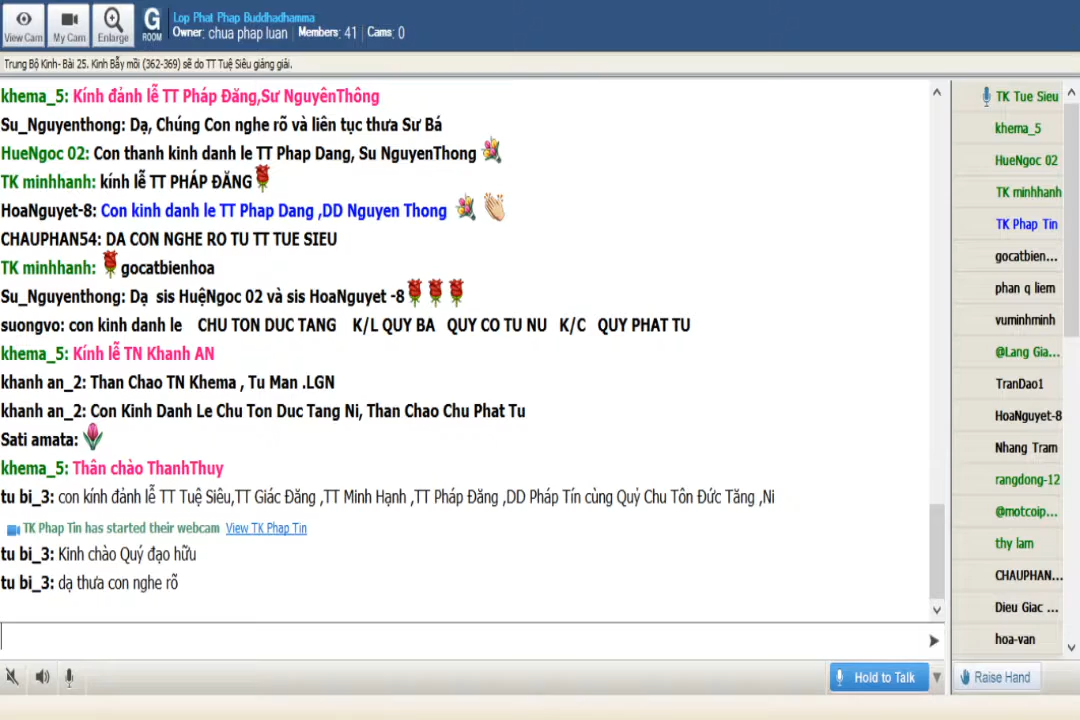 Lop Phat Phap Buddhadhamma
Owner: chua phap luan Members: 41 Cams: 0
View Cam My Cam Enlarge G ROOM
Trung Bộ Kinh- Bài 25. Kinh Bẫy mồi (362-369) sẽ do TT Tuệ Siêu giảng giải.
khema_5: Kính đảnh lễ TT Pháp Đăng,Sư NguyênThông
Su_Nguyenthong: Dạ, Chúng Con nghe rõ và liên tục thưa Sư Bá
HueNgoc 02: Con thanh kinh danh le TT Phap Dang, Su NguyenThong
TK minhhanh: kính lễ TT PHÁP ĐĂNG
HoaNguyet-8: Con kinh danh le TT Phap Dang ,DD Nguyen Thong
CHAUPHAN54: DA CON NGHE RO TU TT TUE SIEU
TK minhhanh: gocatbienhoa
Su_Nguyenthong: Dạ sis HuệNgoc 02 và sis HoaNguyet -8
suongvo: con kinh danh le CHU TON DUC TANG K/L QUY BA QUY CO TU NU K/C QUY PHAT TU
khema_5: Kính lễ TN Khanh AN
khanh an_2: Than Chao TN Khema , Tu Man .LGN
khanh an_2: Con Kinh Danh Le Chu Ton Duc Tang Ni, Than Chao Chu Phat Tu
Sati amata:
khema_5: Thân chào ThanhThuy
tu bi_3: con kính đảnh lễ TT Tuệ Siêu,TT Giác Đăng ,TT Minh Hạnh ,TT Pháp Đăng ,DD Pháp Tín cùng Quý Chu Tôn Đức Tăng ,Ni
TK Phap Tin has started their webcam View TK Phap Tin
tu bi_3: Kinh chào Quý đạo hữu
tu bi_3: dạ thưa con nghe rõ
TK Tue Sieu
khema_5
HueNgoc 02
TK minhhanh
TK Phap Tin
gocatbien...
phan q liem
vuminhminh
@Lang Gia...
TranDao1
HoaNguyet-8
Nhang Tram
rangdong-12
@motcoip...
thy lam
CHAUPHAN...
Dieu Giac ...
hoa-van
Hold to Talk
Raise Hand